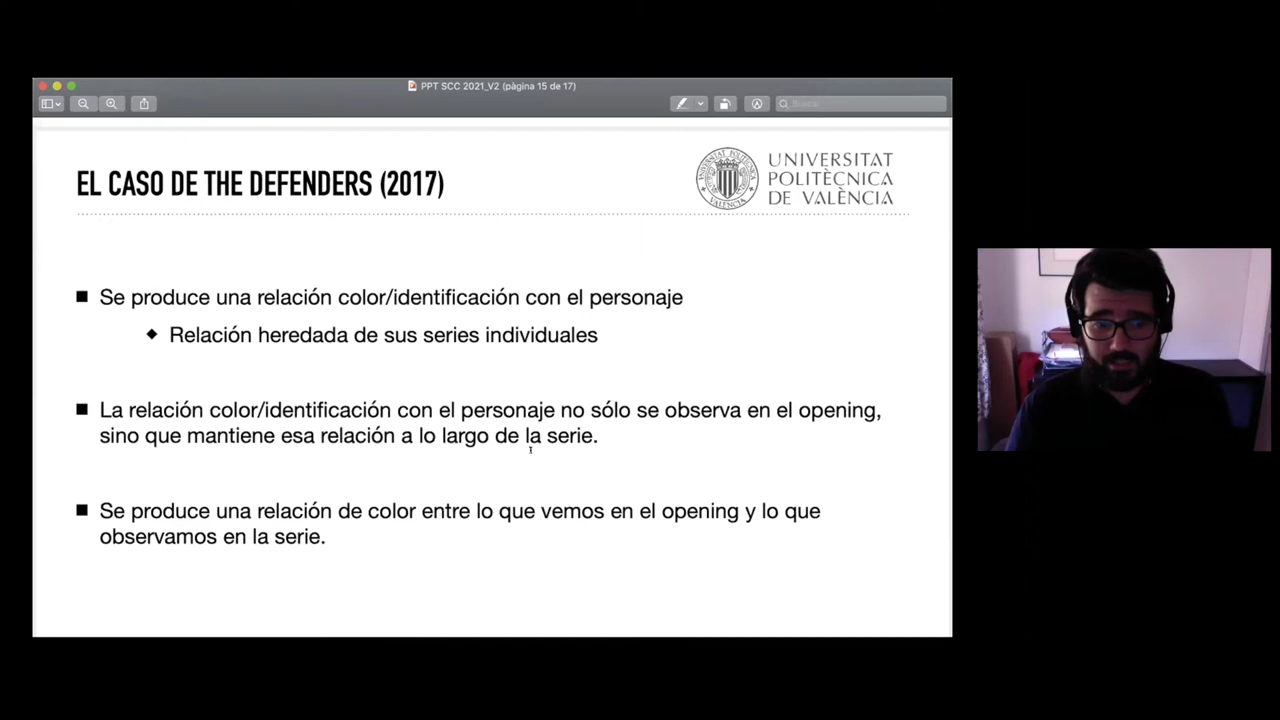 PPT SCC 2021_V2 (pàgina 15 de 17)
Buscar
EL CASO DE THE DEFENDERS (2017)
UNIVERSITAT
POLITÈCNICA
DE VALÈNCIA
Se produce una relación color/identificación con el personaje
Relación heredada de sus series individuales
La relación color/identificación con el personaje no sólo se observa en el opening,
sino que mantiene esa relación a lo largo de la serie.
Se produce una relación de color entre lo que vemos en el opening y lo que
observamos en la serie.